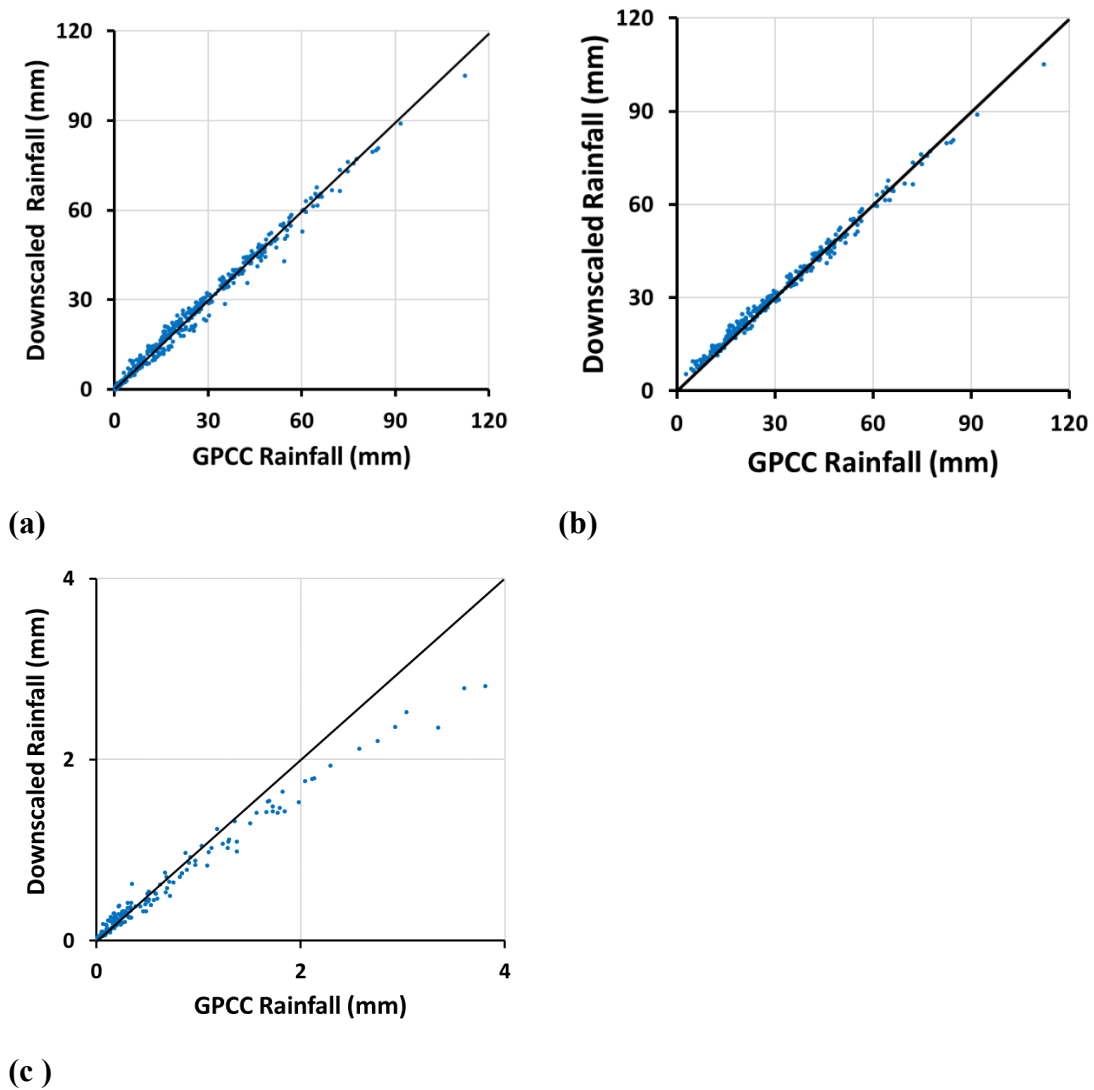 120
90
60
30
0
Downscaled Rainfall (mm)
0 30 60 90 120
GPCC Rainfall (mm)
(a)
120
90
60
30
0
Downscaled Rainfall (mm)
0 30 60 90 120
GPCC Rainfall (mm)
(b)
4
2
0
Downscaled Rainfall (mm)
0 2 4
GPCC Rainfall (mm)
(c )